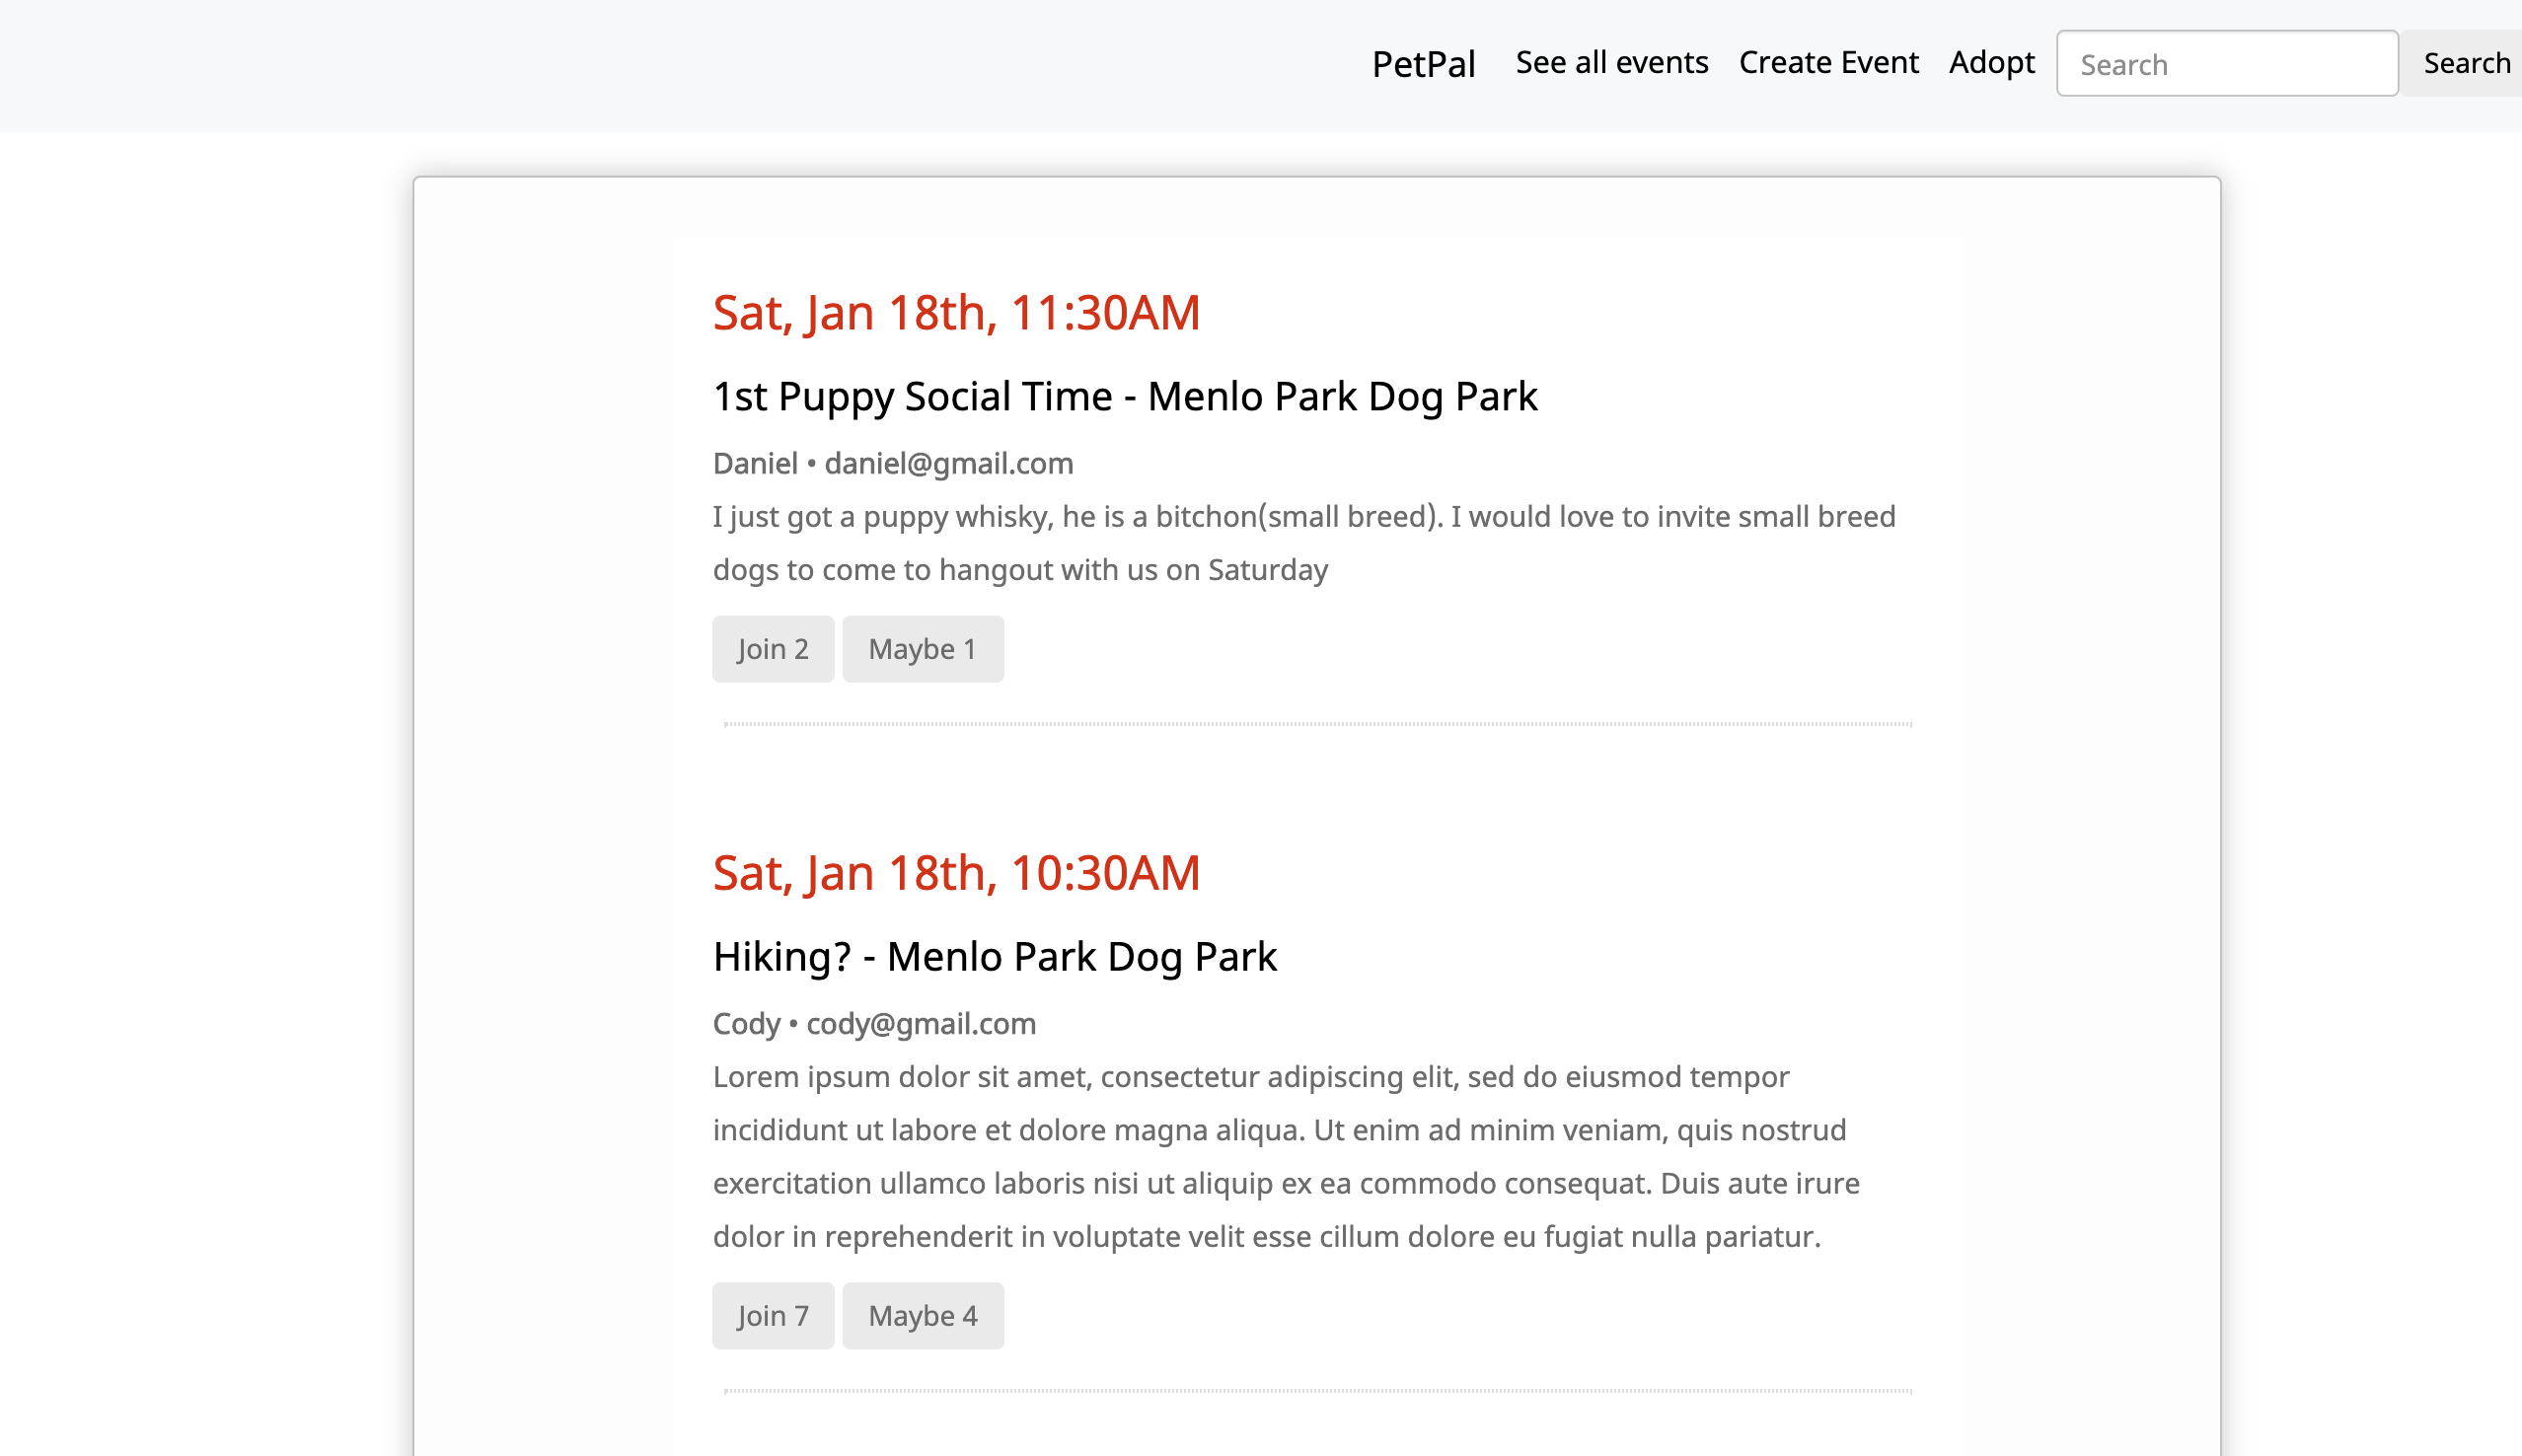 PetPal See all events Create Event Adopt Search Search
Sat, Jan 18th, 11:30AM
1st Puppy Social Time - Menlo Park Dog Park
Daniel • daniel@gmail.com
I just got a puppy whisky, he is a bitchon(small breed). I would love to invite small breed
dogs to come to hangout with us on Saturday
Join 2 Maybe 1
Sat, Jan 18th, 10:30AM
Hiking? - Menlo Park Dog Park
Cody • cody@gmail.com
Lorem ipsum dolor sit amet, consectetur adipiscing elit, sed do eiusmod tempor
incididunt ut labore et dolore magna aliqua. Ut enim ad minim veniam, quis nostrud
exercitation ullamco laboris nisi ut aliquip ex ea commodo consequat. Duis aute irure
dolor in reprehenderit in voluptate velit esse cillum dolore eu fugiat nulla pariatur.
Join 7 Maybe 4